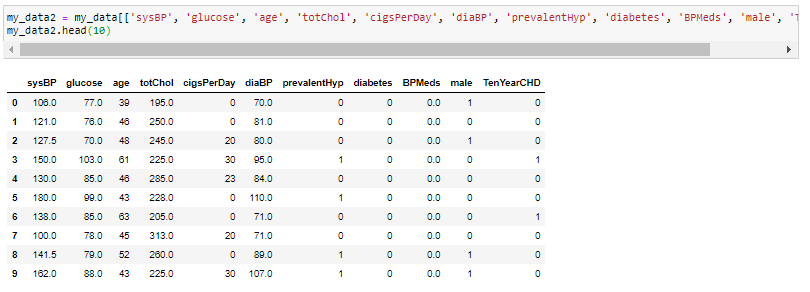 my_data2 = my_data[['sysBP', 'glucose', 'age', 'totChol', 'cigsPerDay', 'diaBP', 'prevalentHyp', 'diabetes', 'BPMeds', 'male', '
my_data2.head(10)
sysBP glucose age totChol cigsPerDay diaBP prevalentHyp diabetes BPMeds male TenYearCHD
0 106.0 77.0 39 195.0 0 70.0 0 0 0.0 1 0
1 121.0 76.0 46 250.0 0 81.0 0 0 0.0 0 0
2 127.5 70.0 48 245.0 20 80.0 0 0 0.0 1 0
3 150.0 103.0 61 225.0 30 95.0 1 0 0.0 0 1
4 130.0 85.0 46 285.0 23 84.0 0 0 0.0 0 0
5 180.0 99.0 43 228.0 0 110.0 1 0 0.0 0 0
6 138.0 85.0 63 205.0 0 71.0 0 0 0.0 0 1
7 100.0 78.0 45 313.0 20 71.0 0 0 0.0 0 0
8 141.5 79.0 52 260.0 0 89.0 1 0 0.0 1 0
9 162.0 88.0 43 225.0 30 107.0 1 0 0.0 1 0